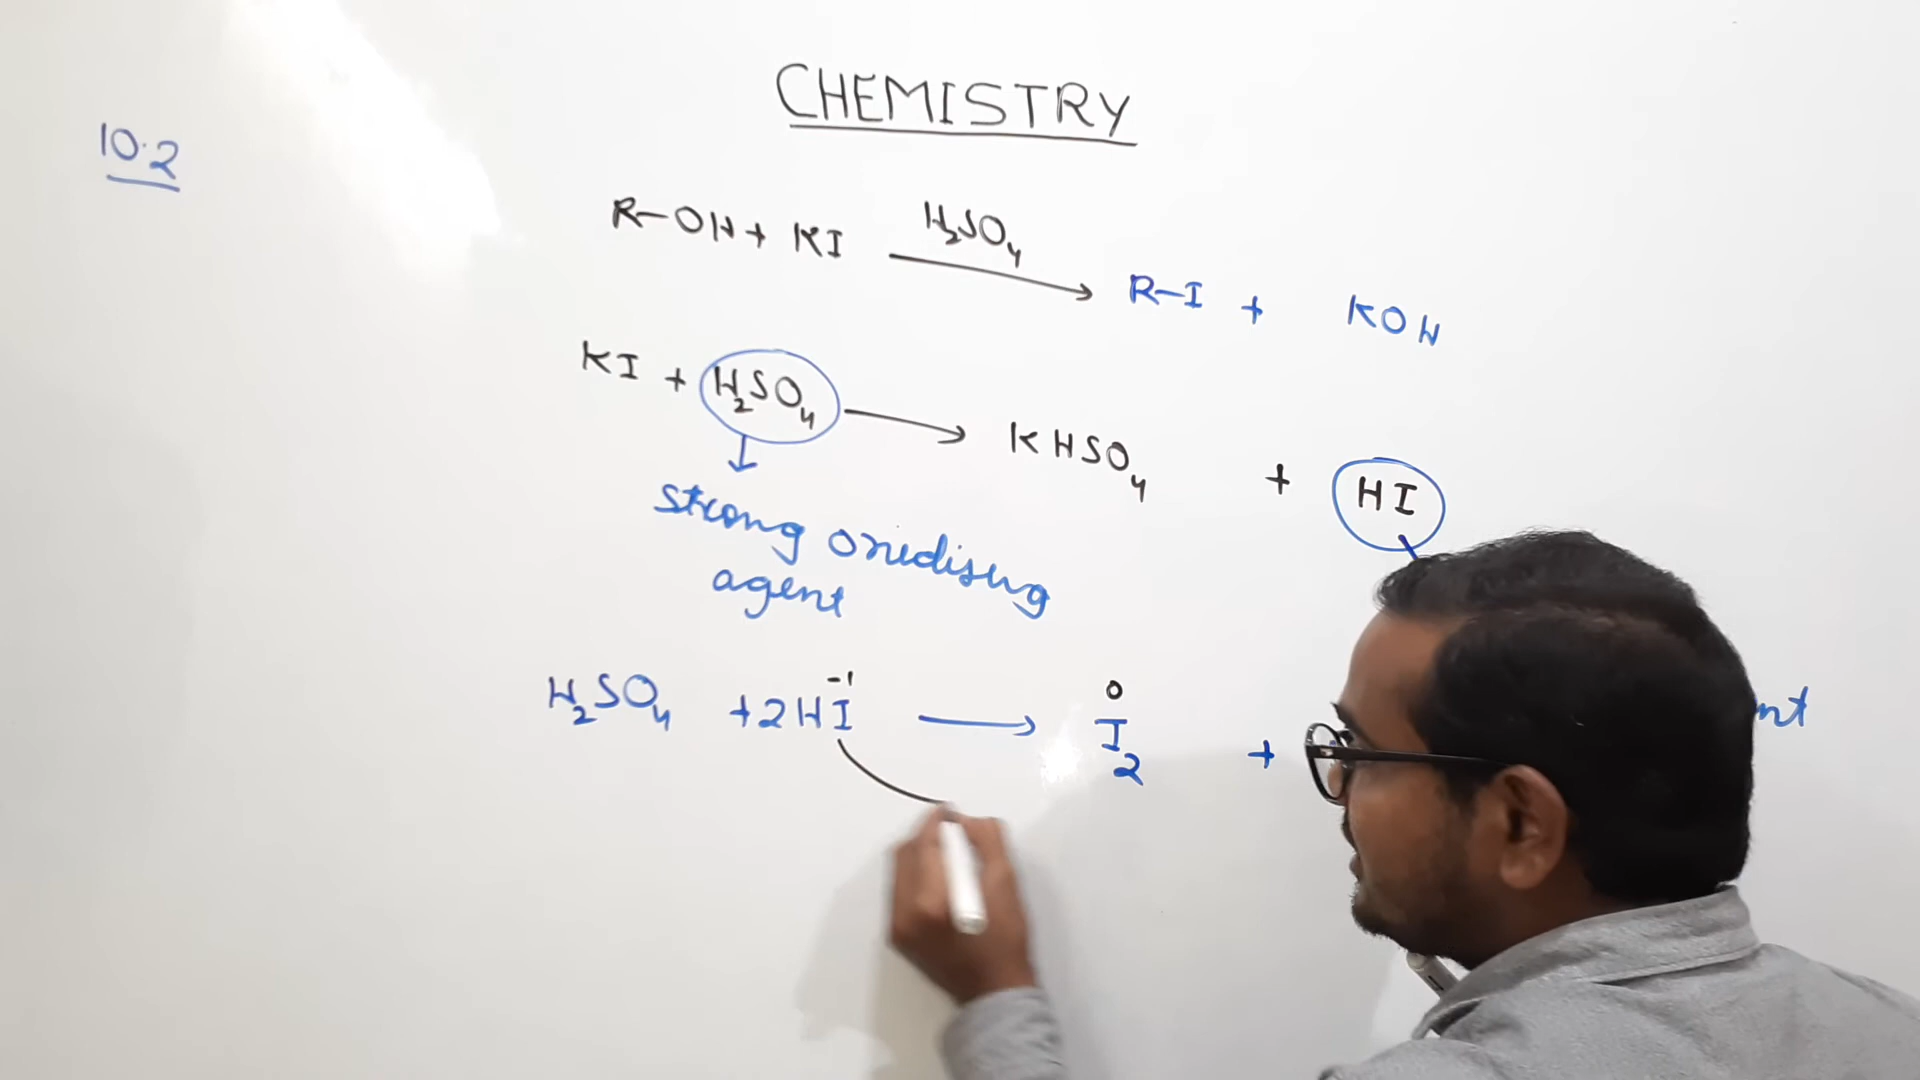 CHEMISTRY
10.2
R-OH + KI H₂SO₄ → R-I + KOH
KI + H₂SO₄ → KHSO₄ + HI
↓
strong oxidising
agent
H₂SO₄ + 2HI⁻¹ → I₂⁰ +